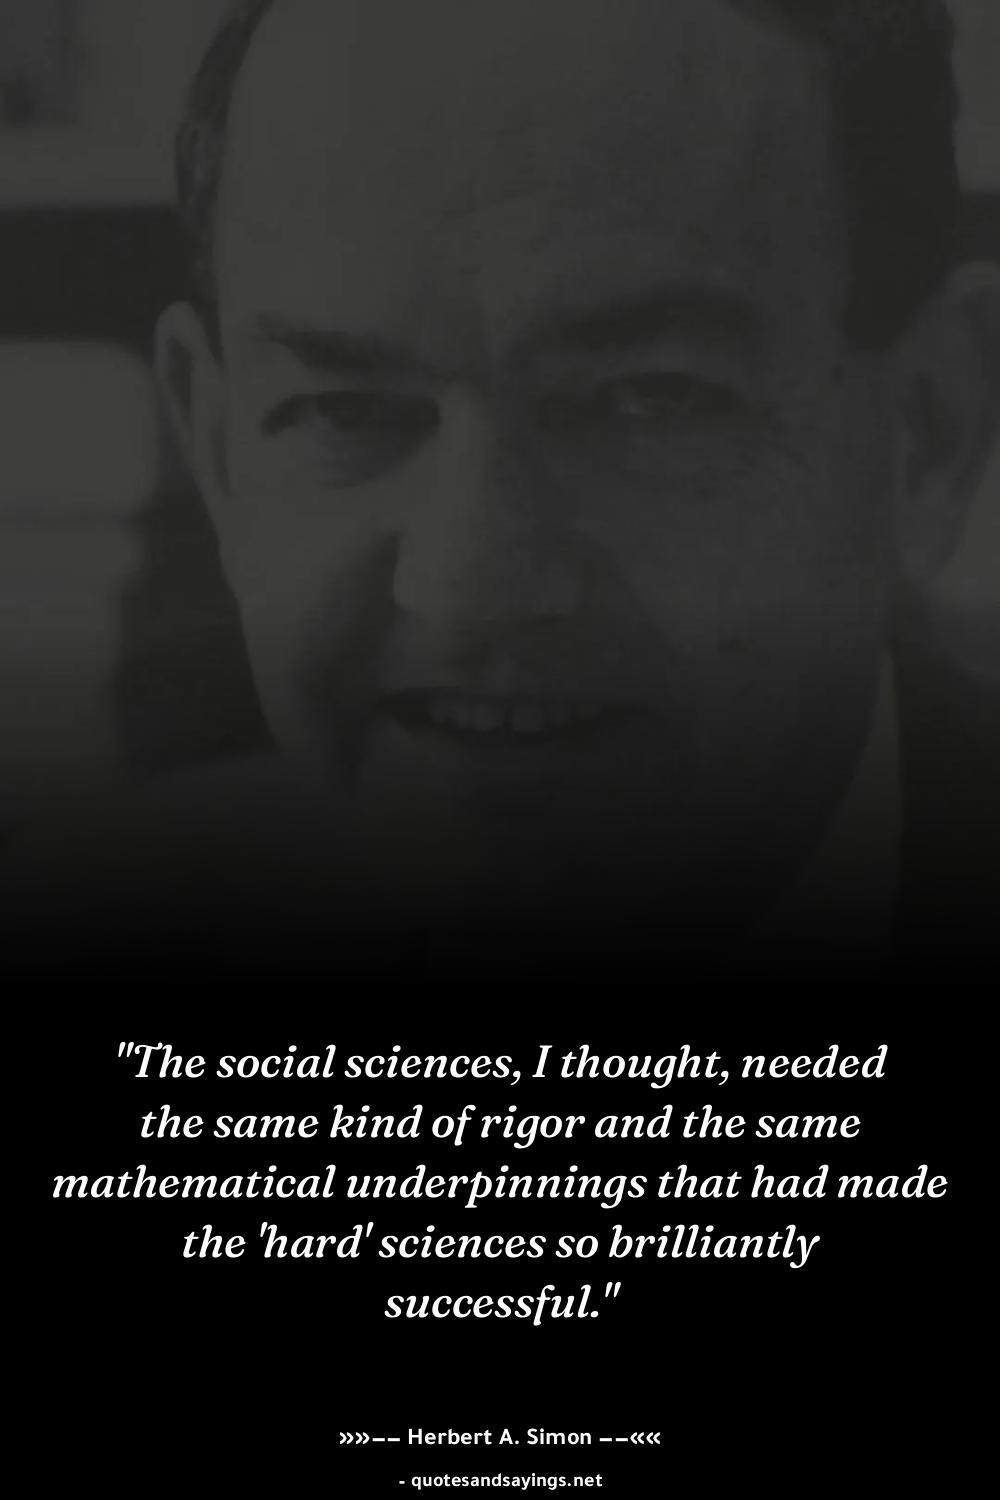 "The social sciences, I thought, needed
the same kind of rigor and the same
mathematical underpinnings that had made
the 'hard' sciences so brilliantly
successful."
»»−− Herbert A. Simon −−««
- quotesandsayings.net